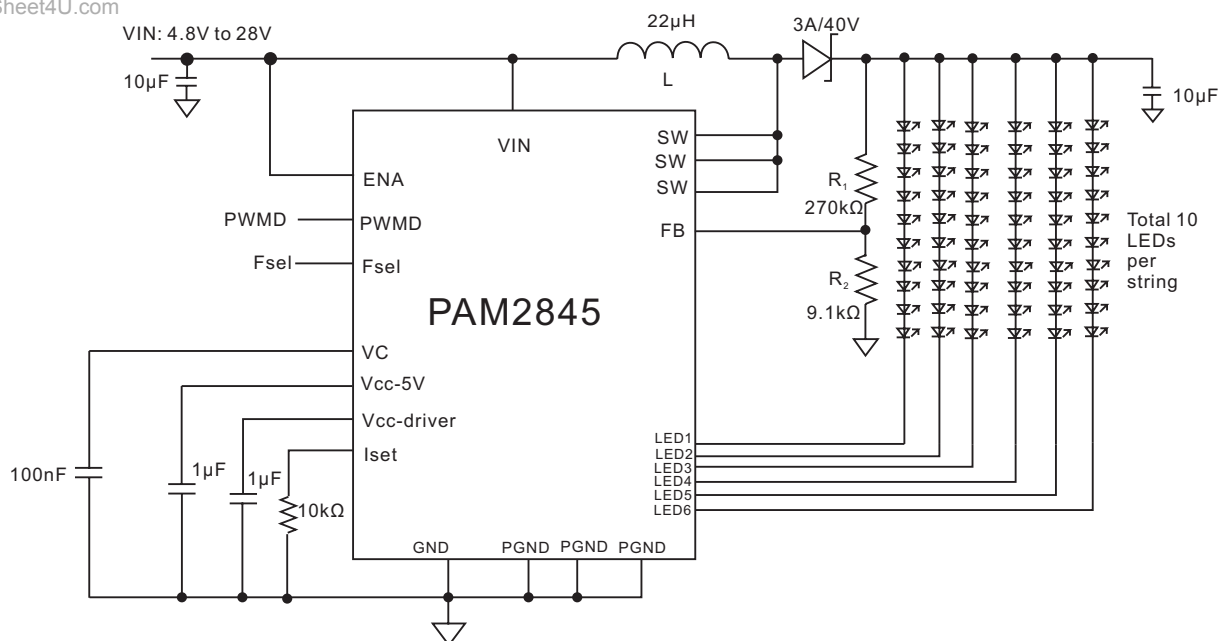 Sheet4U.com
22µH
3A/40V
VIN: 4.8V to 28V
10µF
L
10µF
VIN
SW
SW
SW
ENA
R1
270kΩ
PWMD
PWMD
FB
Total 10
LEDs
per
string
Fsel
Fsel
R2
9.1kΩ
PAM2845
VC
Vcc-5V
Vcc-driver
Iset
100nF
1µF
1µF
10kΩ
LED1
LED2
LED3
LED4
LED5
LED6
GND
PGND
PGND
PGND